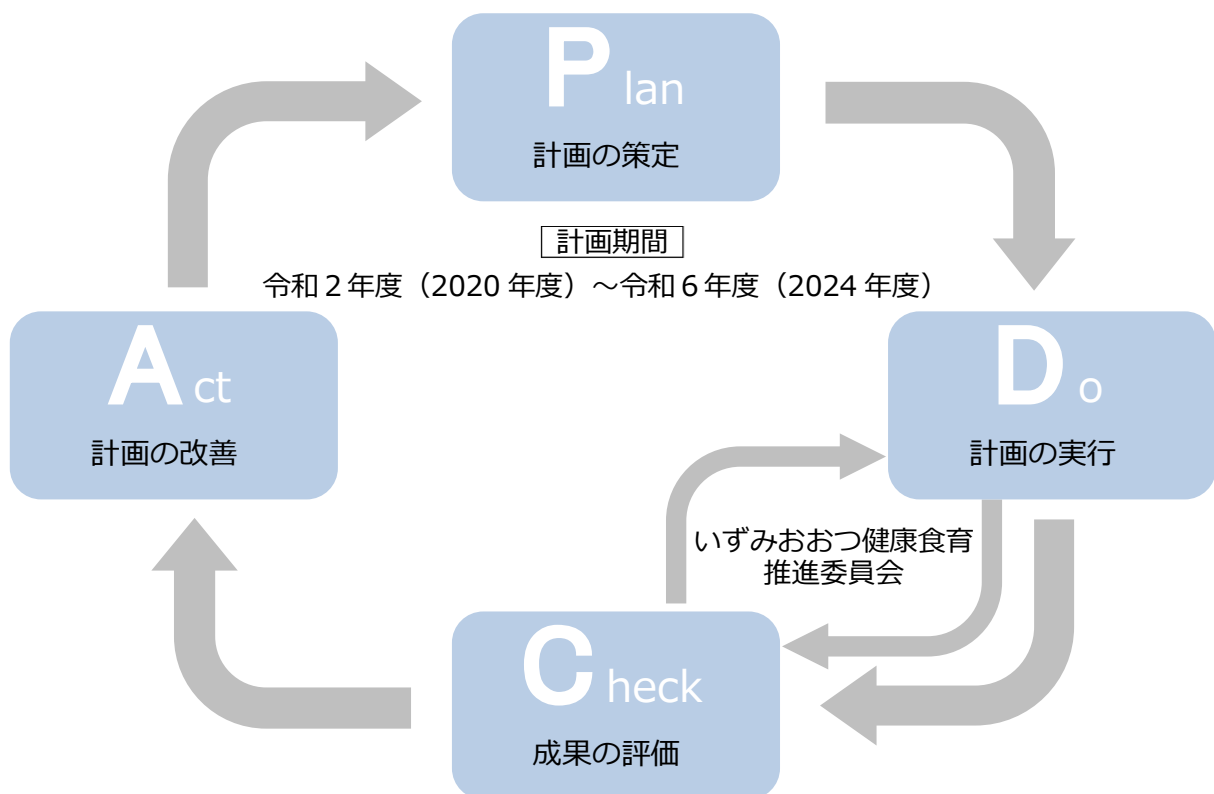 Plan
計画の策定
計画期間
令和2年度（2020 年度）～令和6年度（2024 年度）
Act
計画の改善
Do
計画の実行
いずみおおつ健康食育
推進委員会
Check
成果の評価